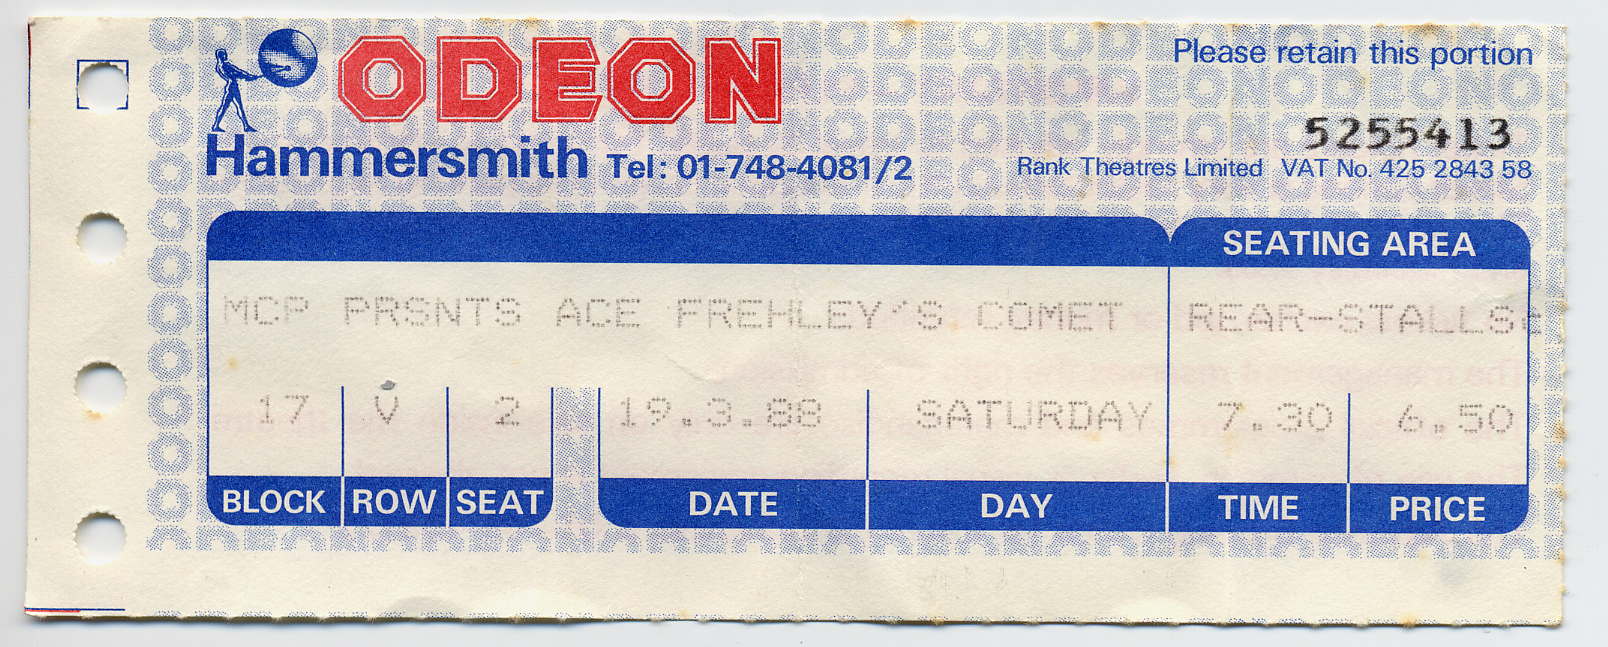 ODEON
Please retain this portion
5255413
Hammersmith Tel: 01-748-4081/2
Rank Theatres Limited VAT No. 425 2843 58
SEATING AREA
MCP PRSNTS ACE FREHLEY'S COMET REAR-STALLS
17 V 2 19.3.88 SATURDAY 7.30 6.50
BLOCK ROW SEAT DATE DAY TIME PRICE